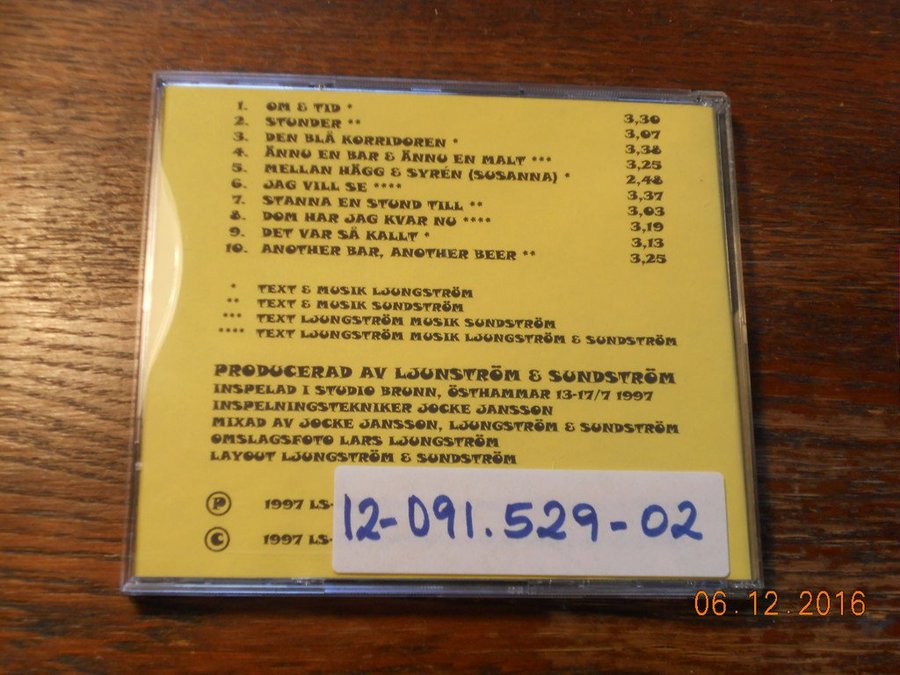 1. OM & TID * 3,30
2. STUNDER ** 3,07
3. DEN BLÅ KORRIDOREN * 3,38
4. ÄNNU EN BAR & ÄNNU EN MALT *** 3,25
5. MELLAN HÄGG & SYRÉN (SUSANNA) * 2,48
6. JAG VILL SE **** 3,37
7. STANNA EN STUND TILL ** 3,03
8. DOM HAR JAG KVAR NU **** 3,19
9. DET VAR SÅ KALLT * 3,13
10. ANOTHER BAR, ANOTHER BEER ** 3,25
* TEXT & MUSIK LJUNGSTRÖM
** TEXT & MUSIK SUNDSTRÖM
*** TEXT LJUNGSTRÖM MUSIK SUNDSTRÖM
**** TEXT LJUNGSTRÖM MUSIK LJUNGSTRÖM & SUNDSTRÖM
PRODUCERAD AV LJUNSTRÖM & SUNDSTRÖM
INSPELAD I STUDIO BRUNN, ÖSTHAMMAR 13-17/7 1997
INSPELNINGSTEKNIKER JOCKE JANSSON
MIXAD AV JOCKE JANSSON, LJUNGSTRÖM & SUNDSTRÖM
OMSLAGSFOTO LARS LJUNGSTRÖM
LAYOUT LJUNGSTRÖM & SUNDSTRÖM
Ⓟ 1997 LS-
© 1997 LS-
12-091.529-02
06.12.2016